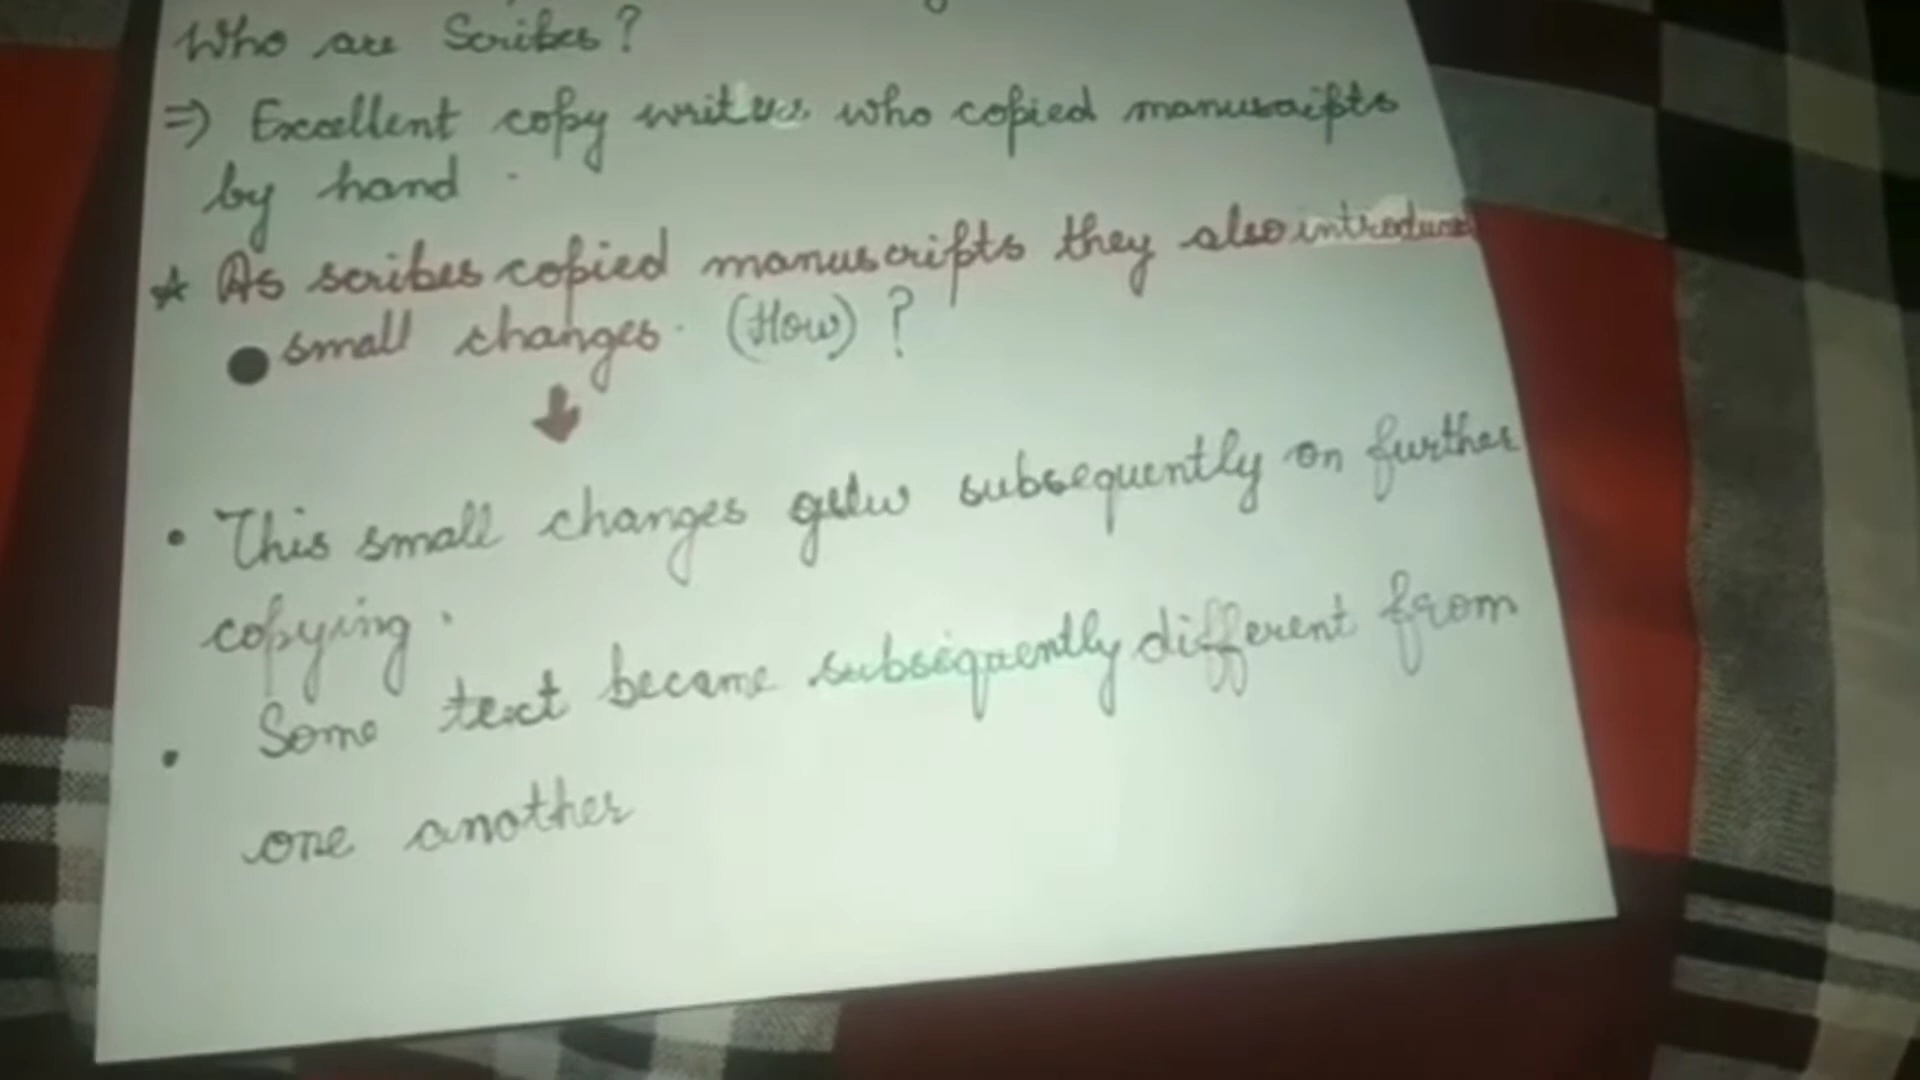 Who are Scribes?
⇒ Excellent copy writers who copied manuscripts
by hand.
* As scribes copied manuscripts they also introduced
small changes. (How)?
• This small changes grew subsequently on further
copying.
• Some text became subsequently different from
one another